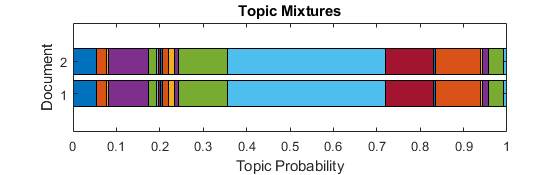 Topic Mixtures
Document
2
1
0 0.1 0.2 0.3 0.4 0.5 0.6 0.7 0.8 0.9 1
Topic Probability